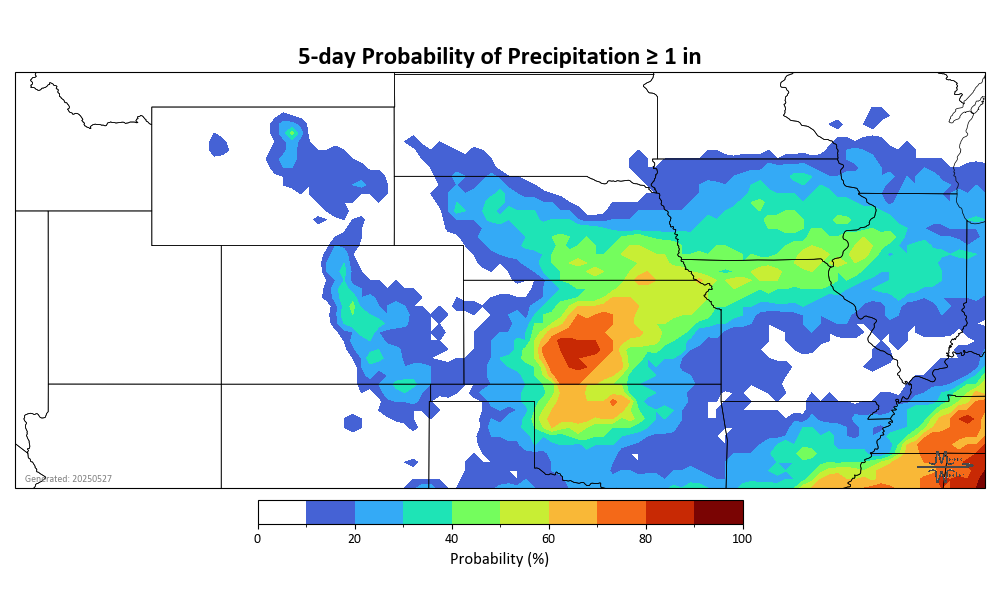 5-day Probability of Precipitation ≥ 1 in
Generated: 20250527
0 20 40 60 80 100
Probability (%)